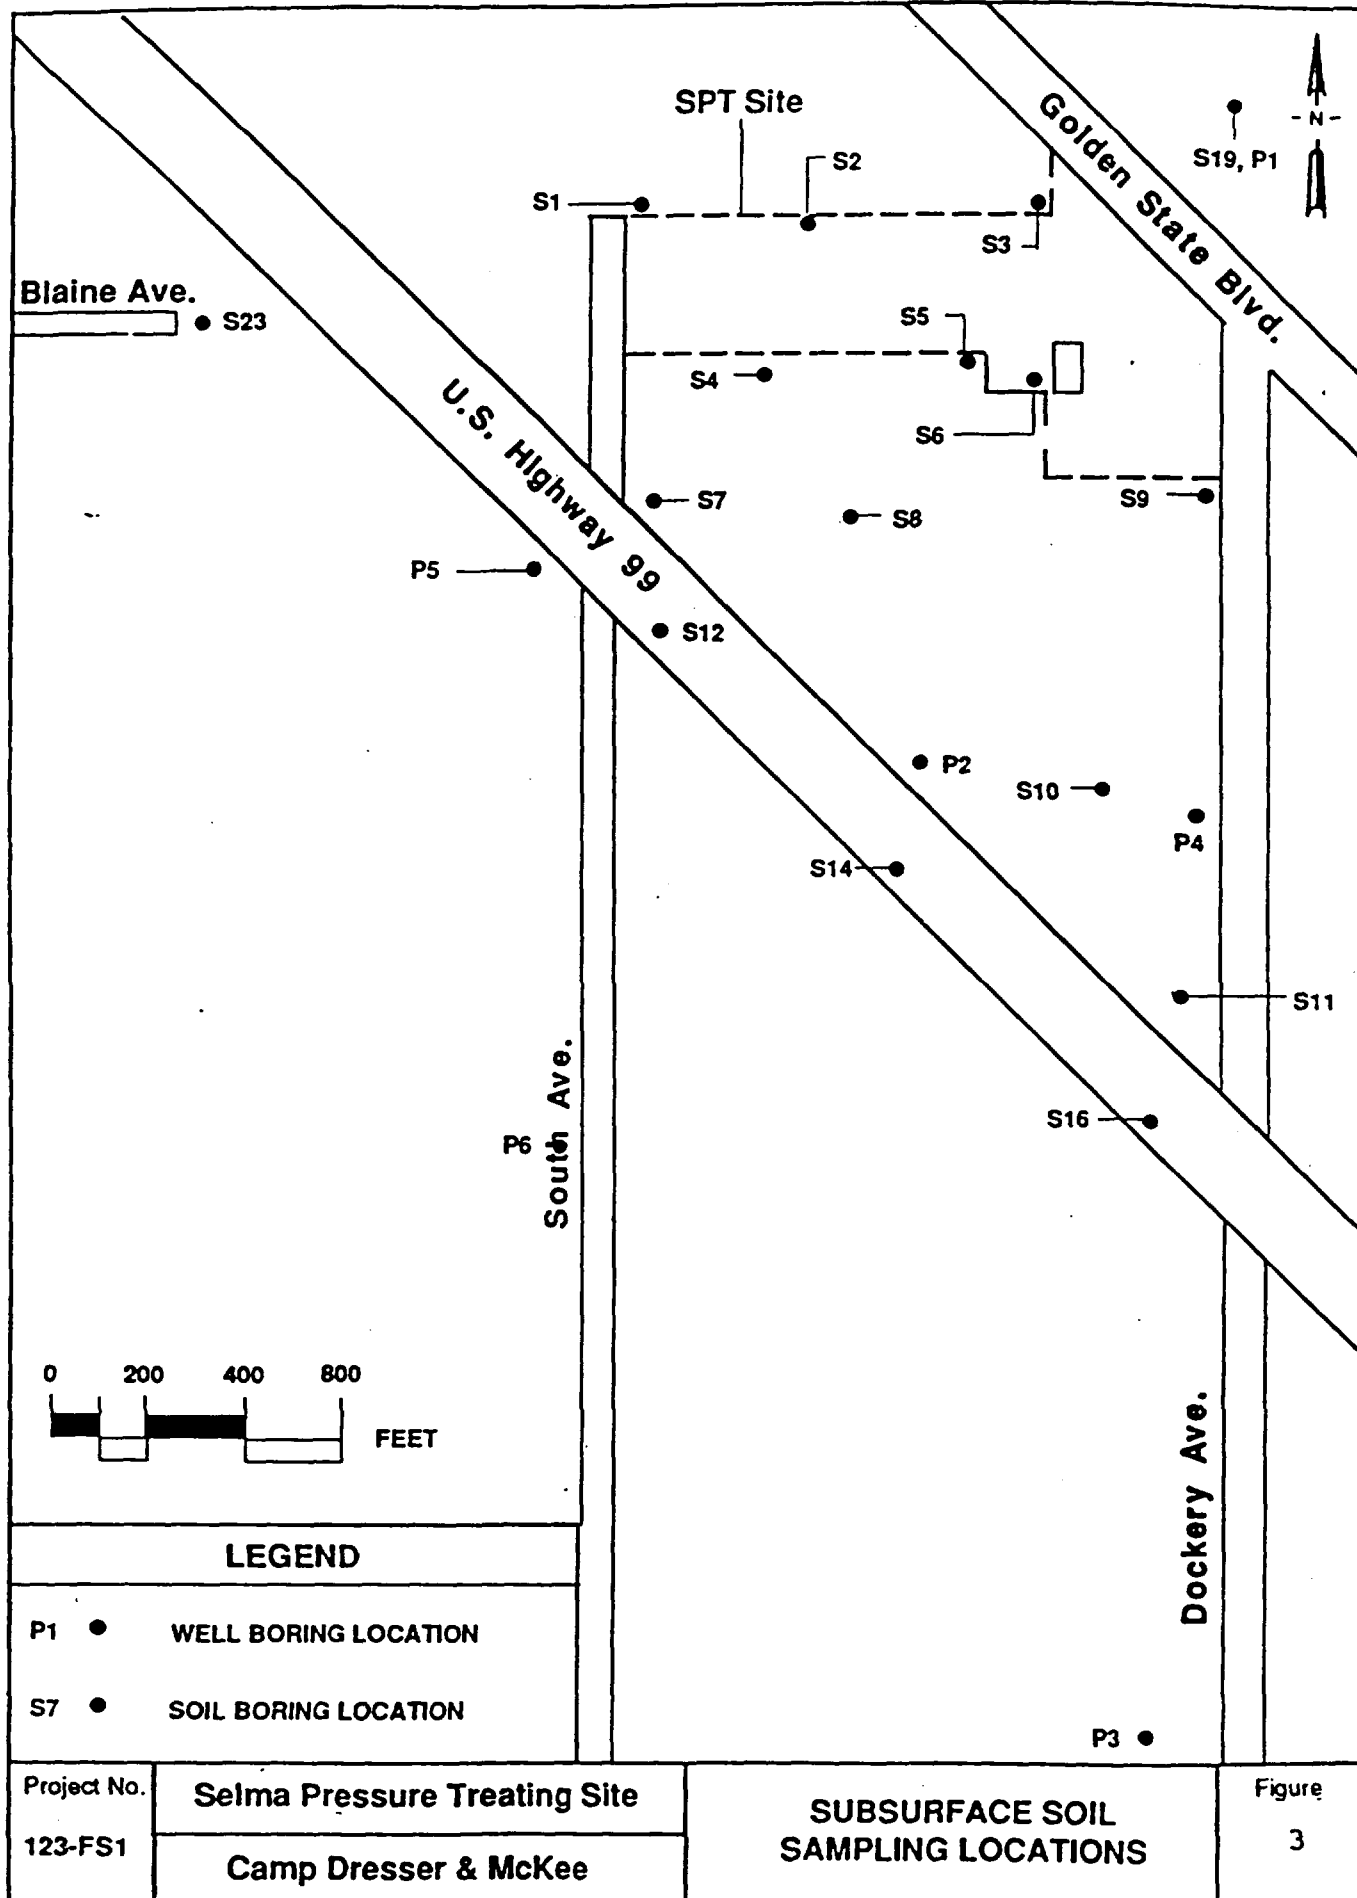 SPT Site
Golden State Blvd.
- N -
S19, P1
S2
S1
S3
Blaine Ave.
S23
S5
S4
S6
U.S. Highway 99
S7
S8
S9
P5
S12
P2
S10
P4
S14
S11
South Ave.
S16
P6
0 200 400 800
FEET
Dockery Ave.
LEGEND
P1 WELL BORING LOCATION
S7 SOIL BORING LOCATION
P3
Project No.
123-FS1
Selma Pressure Treating Site
Camp Dresser & McKee
SUBSURFACE SOIL
SAMPLING LOCATIONS
Figure
3